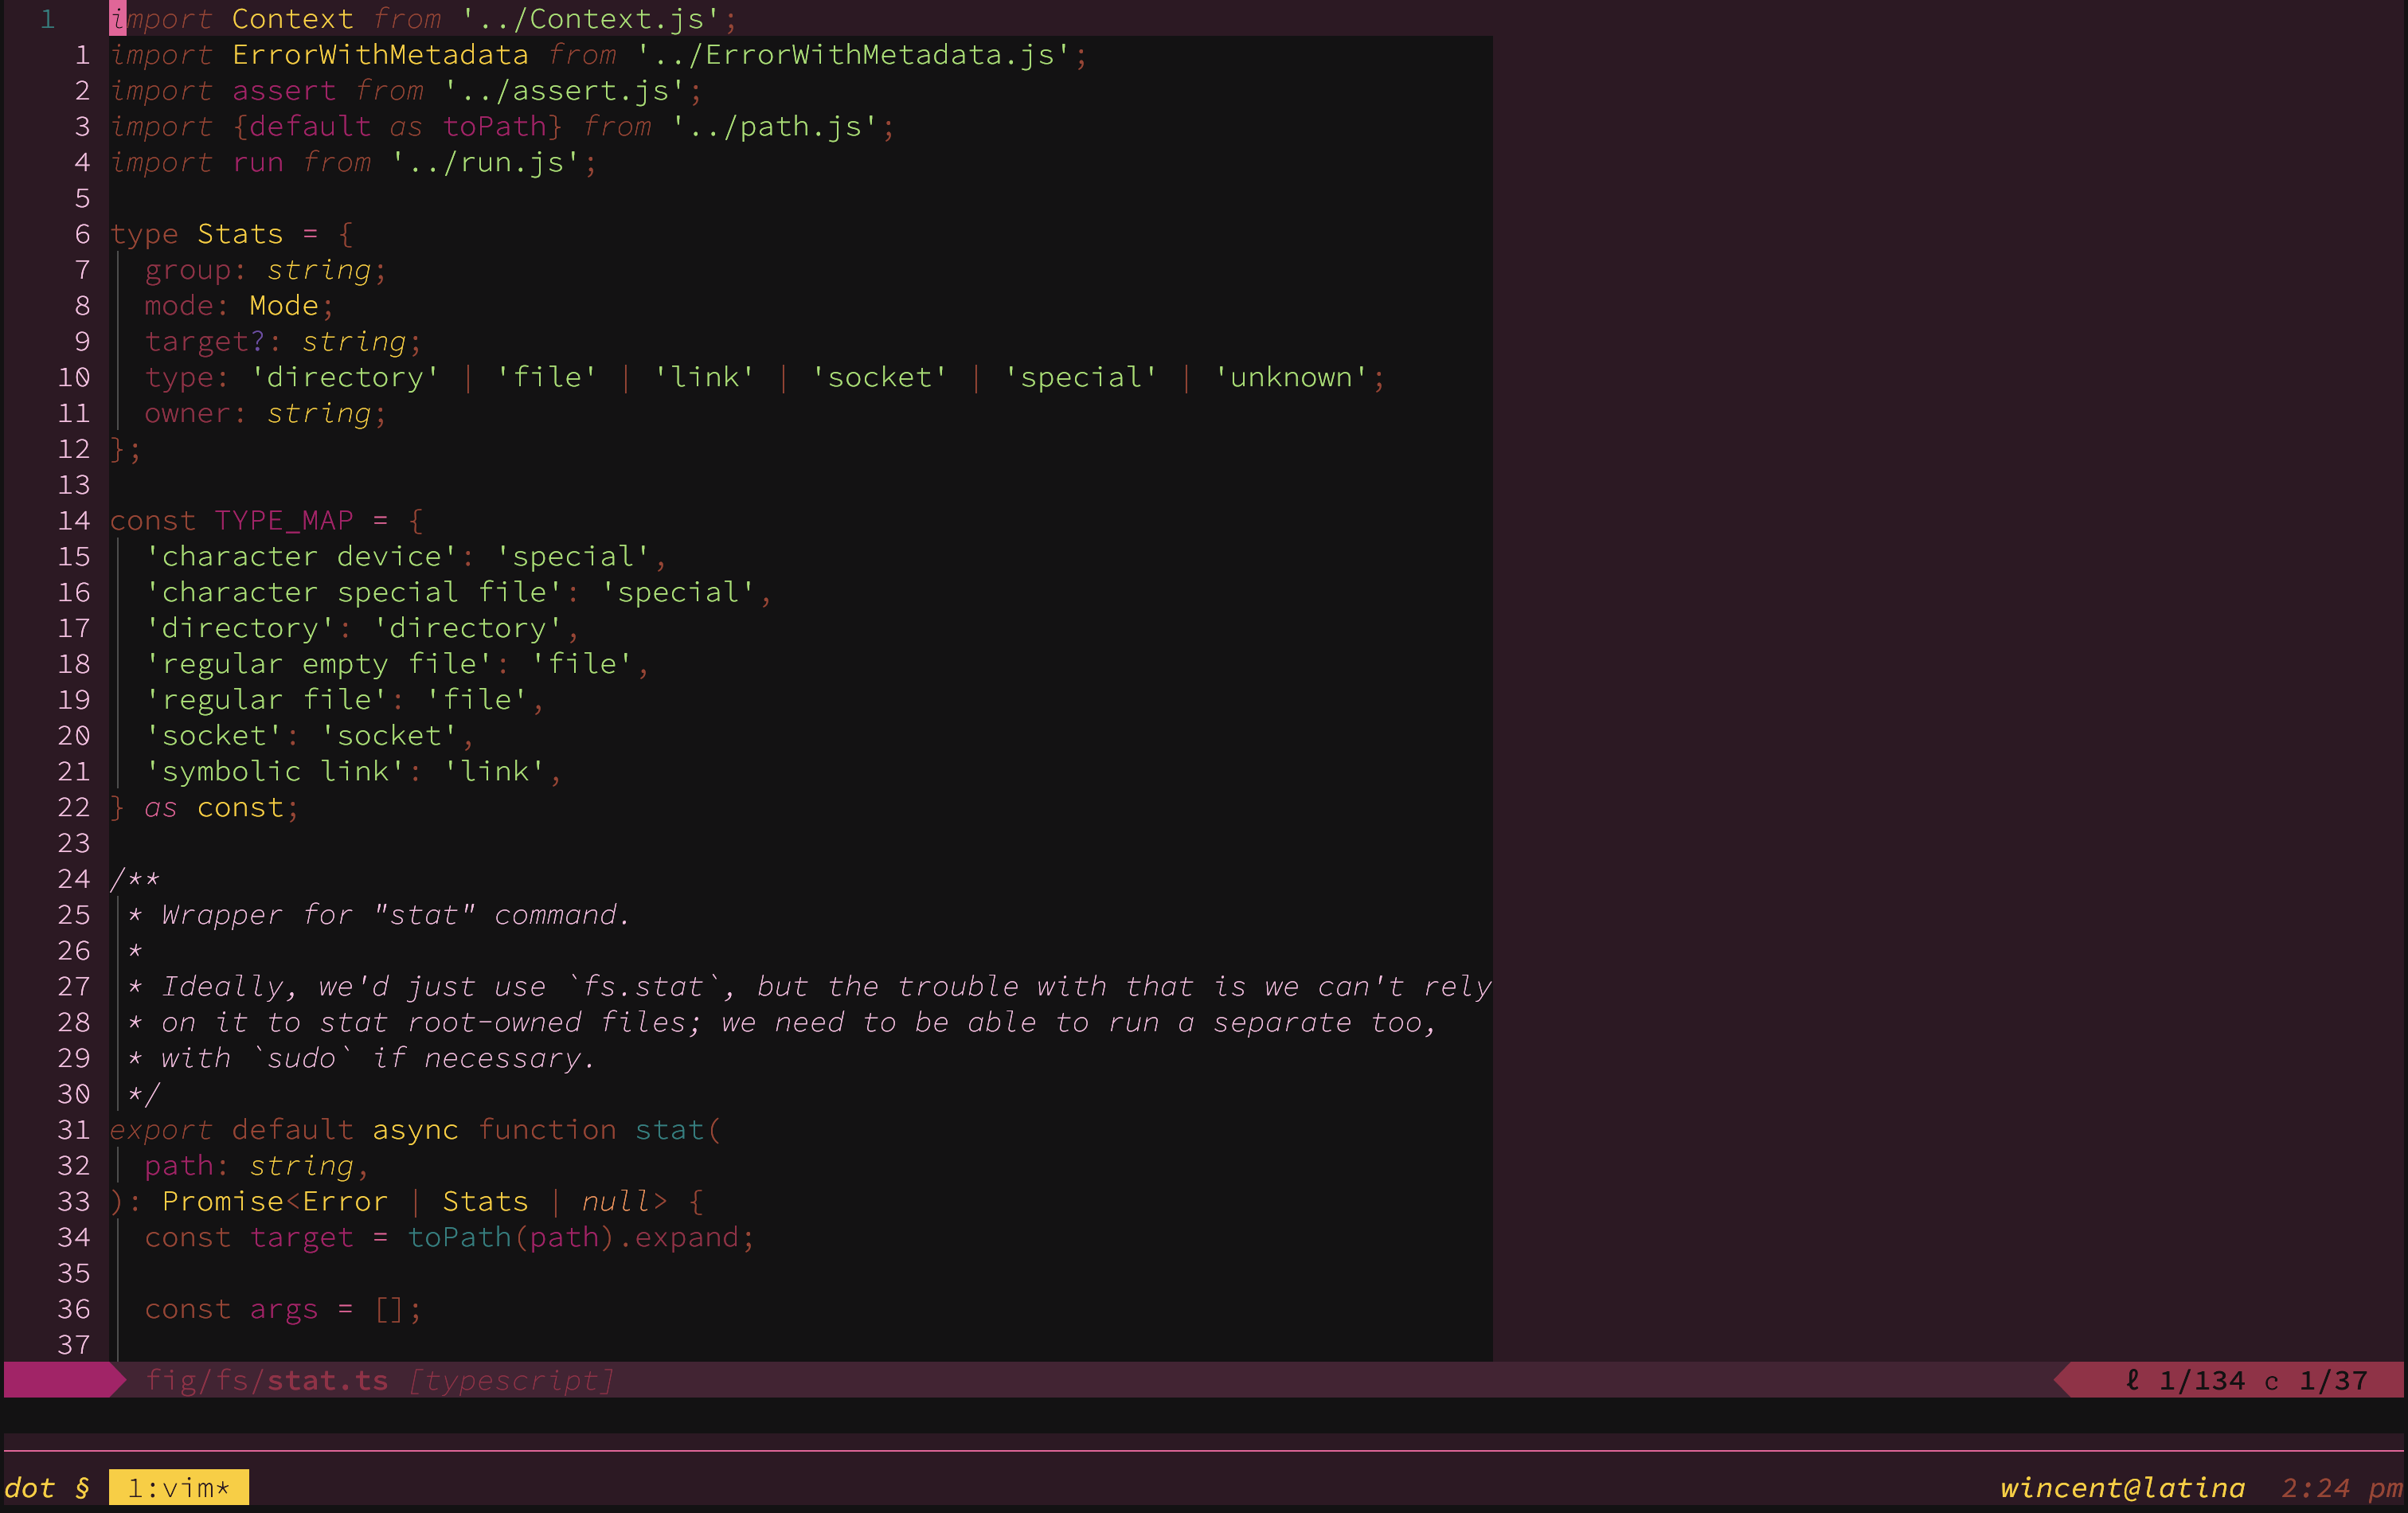 1 import Context from '../Context.js';
1 import ErrorWithMetadata from '../ErrorWithMetadata.js';
2 import assert from '../assert.js';
3 import {default as toPath} from '../path.js';
4 import run from '../run.js';
5
6 type Stats = {
7 group: string;
8 mode: Mode;
9 target?: string;
10 type: 'directory' | 'file' | 'link' | 'socket' | 'special' | 'unknown';
11 owner: string;
12 };
13
14 const TYPE_MAP = {
15 'character device': 'special',
16 'character special file': 'special',
17 'directory': 'directory',
18 'regular empty file': 'file',
19 'regular file': 'file',
20 'socket': 'socket',
21 'symbolic link': 'link',
22 } as const;
23
24 /**
25 * Wrapper for "stat" command.
26 *
27 * Ideally, we'd just use `fs.stat`, but the trouble with that is we can't rely
28 * on it to stat root-owned files; we need to be able to run a separate too,
29 * with `sudo` if necessary.
30 */
31 export default async function stat(
32 path: string,
33 ): Promise<Error | Stats | null> {
34 const target = toPath(path).expand;
35
36 const args = [];
37
fig/fs/stat.ts [typescript] ℓ 1/134 c 1/37
dot § 1:vim* wincent@latina 2:24 pm